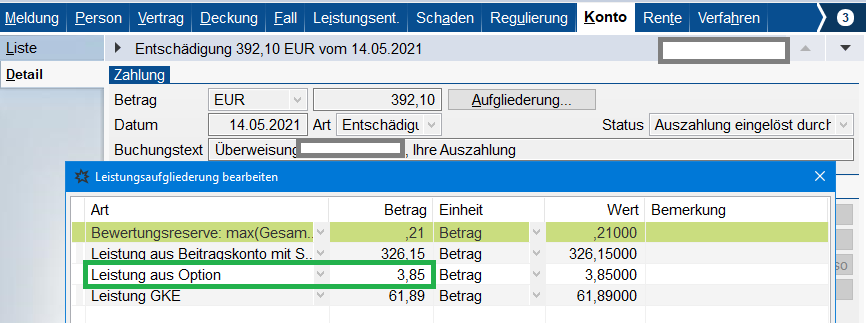 Meldung Person Vertrag Deckung Fall Leistungsent. Schaden Regulierung Konto Rente Verfahren 3
Liste
Entschädigung 392,10 EUR vom 14.05.2021
Detail
Zahlung
Betrag EUR 392,10 Aufgliederung...
Datum 14.05.2021 Art Entschädigu Status Auszahlung eingelöst durch
Buchungstext Überweisung , Ihre Auszahlung
Leistungsaufgliederung bearbeiten
Art Betrag Einheit Wert Bemerkung
Bewertungsreserve: max(Gesam... ,21 Betrag ,21000
Leistung aus Beitragskonto mit S... 326,15 Betrag 326,15000
Leistung aus Option 3,85 Betrag 3,85000
so
Leistung GKE 61,89 Betrag 61,89000